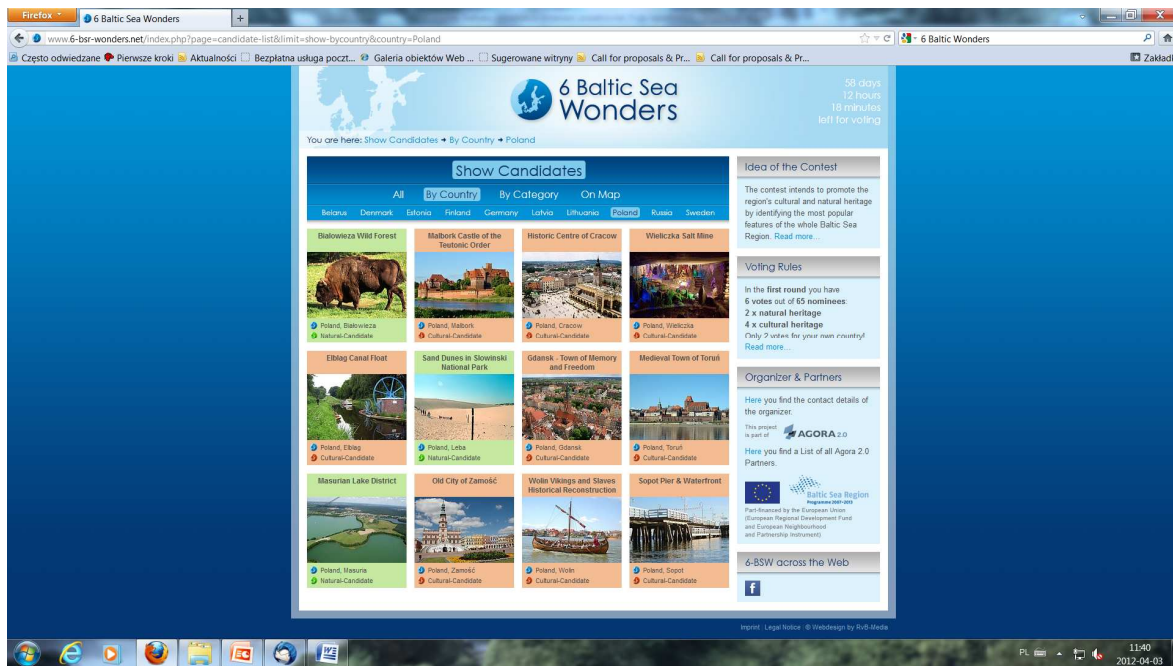 Firefox
6 Baltic Sea Wonders
www.6-bsr-wonders.net/index.php?page=candidate-list&limit=show-bycountry&country=Poland
6 Baltic Wonders
Często odwiedzane Pierwsze kroki Aktualności Bezpłatna usługa poczt... Galeria obiektów Web ... Sugerowane witryny Call for proposals & Pr... Call for proposals & Pr...
Zakładki
6 Baltic Sea
Wonders
58 days
12 hours
18 minutes
left for voting
You are here: Show Candidates → By Country → Poland
Show Candidates
All By Country By Category On Map
Belarus Denmark Estonia Finland Germany Latvia Lithuania Poland Russia Sweden
Bialowieza Wild Forest
Poland, Bialowieza
Natural-Candidate
Malbork Castle of the
Teutonic Order
Poland, Malbork
Cultural-Candidate
Historic Centre of Cracow
Poland, Cracow
Cultural-Candidate
Wieliczka Salt Mine
Poland, Wieliczka
Cultural-Candidate
Elblag Canal Float
Poland, Elblag
Cultural-Candidate
Sand Dunes in Slowinski
National Park
Poland, Leba
Natural-Candidate
Gdansk - Town of Memory
and Freedom
Poland, Gdansk
Cultural-Candidate
Medieval Town of Toruń
Poland, Toruń
Cultural-Candidate
Masurian Lake District
Poland, Masuria
Natural-Candidate
Old City of Zamość
Poland, Zamość
Cultural-Candidate
Wolin Vikings and Slaves
Historical Reconstruction
Poland, Wolin
Cultural-Candidate
Sopot Pier & Waterfront
Poland, Sopot
Cultural-Candidate
Idea of the Contest
The contest intends to promote the
region's cultural and natural heritage
by identifying the most popular
features of the whole Baltic Sea
Region. Read more...
Voting Rules
In the first round you have
6 votes out of 65 nominees:
2 x natural heritage
4 x cultural heritage
Only 2 votes for your own country!
Read more...
Organizer & Partners
Here you find the contact details of
the organizer.
This project
is part of AGORA 2.0
Here you find a List of all Agora 2.0
Partners.
Baltic Sea Region
Programme 2007-2013
Part-financed by the European Union
(European Regional Development Fund
and European Neighbourhood
and Partnership Instrument)
6-BSW across the Web
Imprint Legal Notice © Webdesign by RvB-Media
PL
11:40
2012-04-03